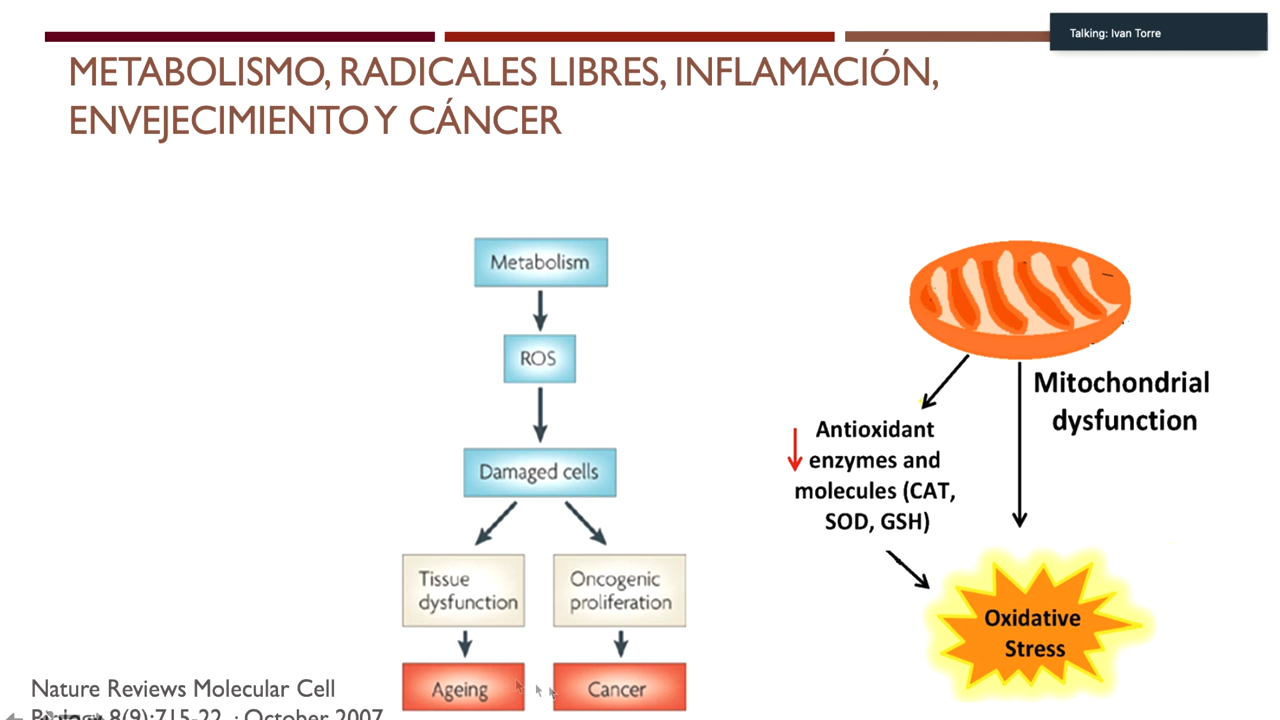 Talking: Ivan Torre
METABOLISMO, RADICALES LIBRES, INFLAMACIÓN,
ENVEJECIMIENTO Y CÁNCER
Metabolism
ROS
Damaged cells
Tissue
dysfunction
Oncogenic
proliferation
Ageing
Cancer
Mitochondrial
dysfunction
Antioxidant
enzymes and
molecules (CAT,
SOD, GSH)
Oxidative
Stress
Nature Reviews Molecular Cell
8(9):715-22 · October 2007